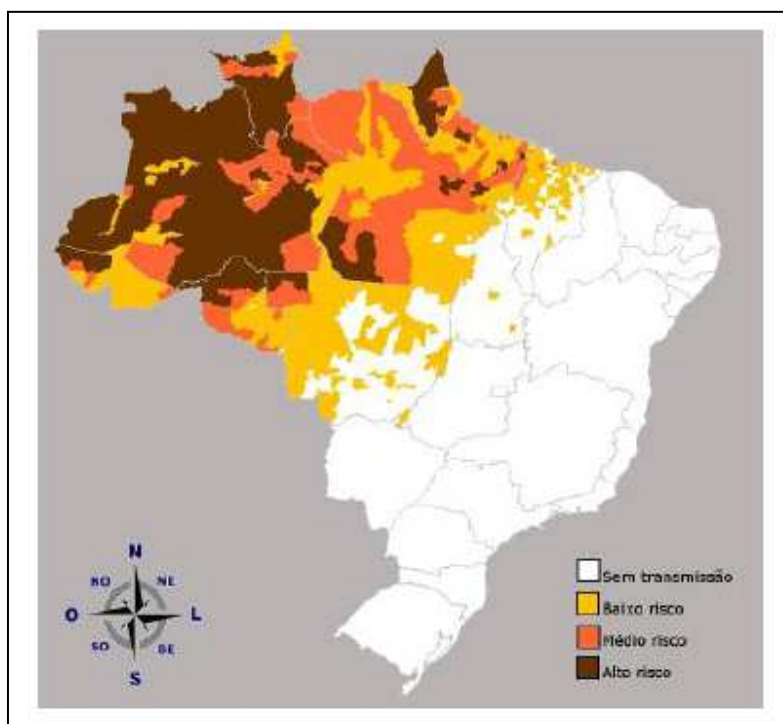 N
NO
NE
O
L
SO
SE
S
Sem transmissão
Baixo risco
Médio risco
Alto risco